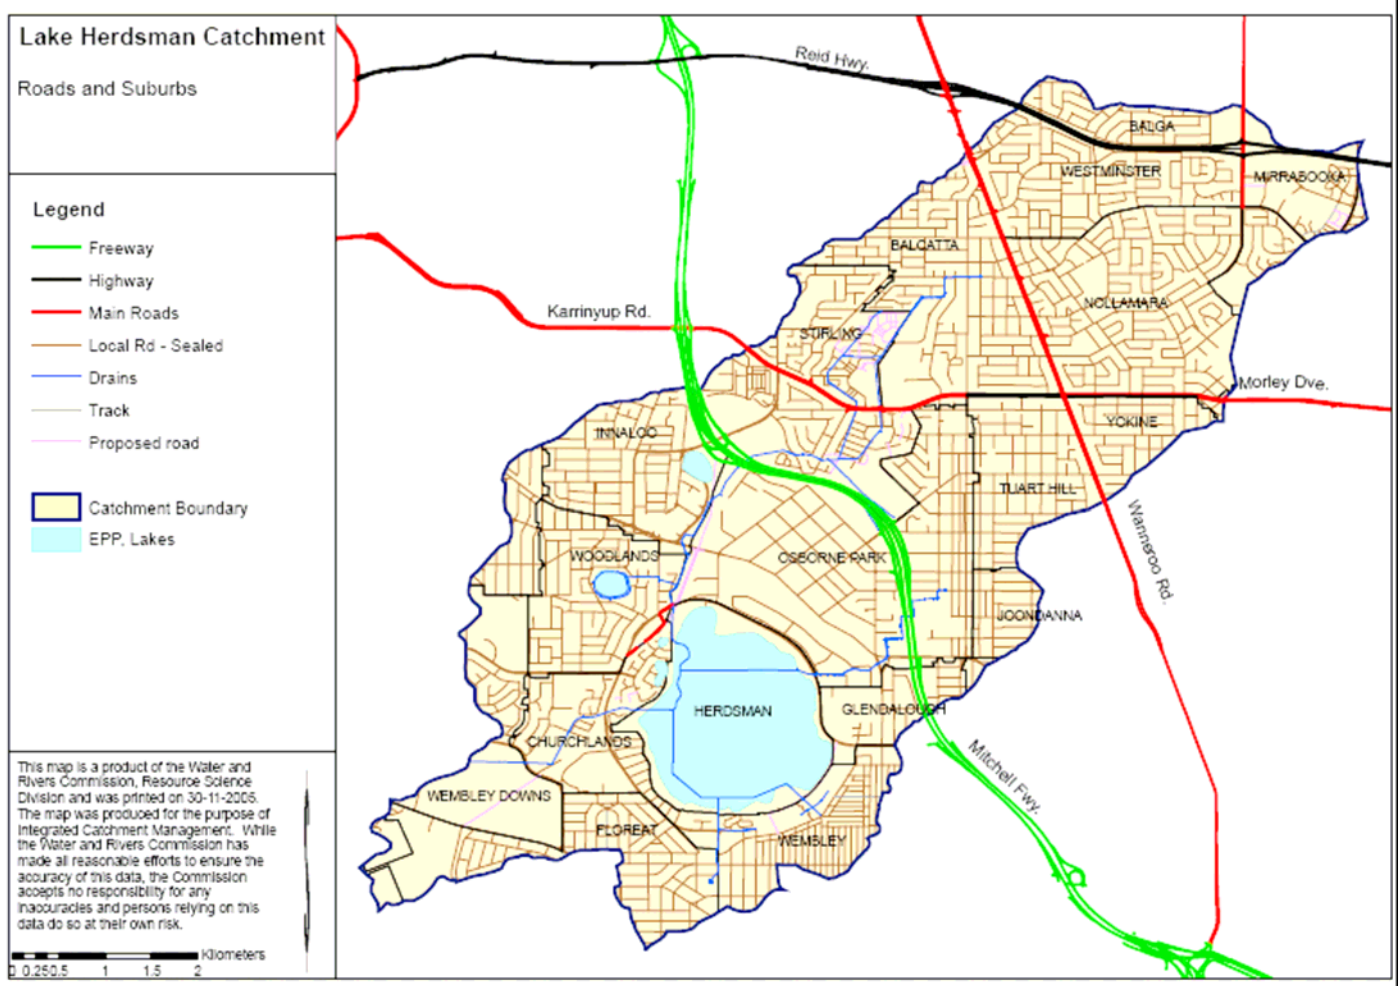 Lake Herdsman Catchment
Roads and Suburbs
Legend
Freeway
Highway
Main Roads
Local Rd - Sealed
Drains
Track
Proposed road
Catchment Boundary
EPP, Lakes
This map is a product of the Water and
Rivers Commission, Resource Science
Division and was printed on 30-11-2005.
The map was produced for the purpose of
Integrated Catchment Management. While
the Water and Rivers Commission has
made all reasonable efforts to ensure the
accuracy of this data, the Commission
accepts no responsibility for any
inaccuracies and persons relying on this
data do so at their own risk.
Kilometers
0 0.250.5 1 1.5 2
Reid Hwy.
BALGA
WESTMINSTER
MIRRABOOKA
BALCATTA
NOLLAMARA
Karrinyup Rd.
STIRLING
Morley Dve.
YOKINE
INNALOO
TUART HILL
Wanneroo Rd.
WOODLANDS
OSBORNE PARK
JOONDANNA
HERDSMAN
GLENDALOUGH
CHURCHLANDS
Mitchell Fwy.
WEMBLEY DOWNS
FLOREAT
WEMBLEY